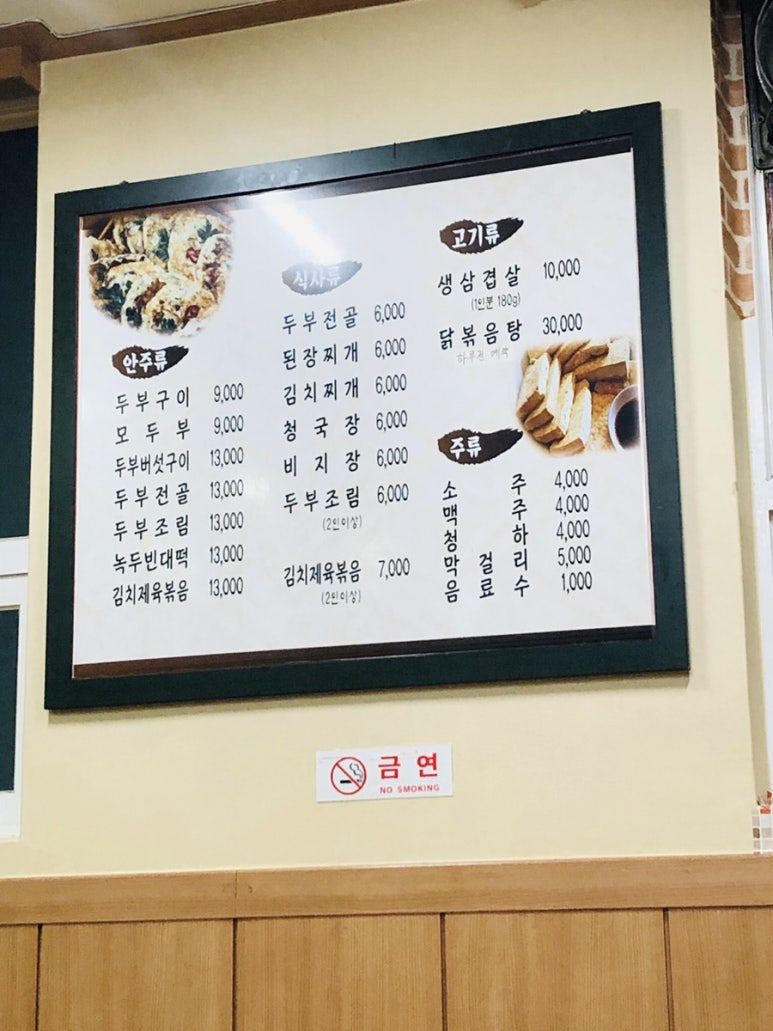 안주류
두부구이 9,000
모두부 9,000
두부버섯구이 13,000
두부전골 13,000
두부조림 13,000
녹두빈대떡 13,000
김치제육볶음 13,000
식사류
두부전골 6,000
된장찌개 6,000
김치찌개 6,000
청국장 6,000
비지장 6,000
두부조림 6,000
(2인이상)
김치제육볶음 7,000
(2인이상)
고기류
생삼겹살 10,000
(1인분 180g)
닭볶음탕 30,000
하루전 예약
주류
소주 4,000
맥주 4,000
청하 4,000
막걸리 5,000
음료수 1,000
금연
NO SMOKING